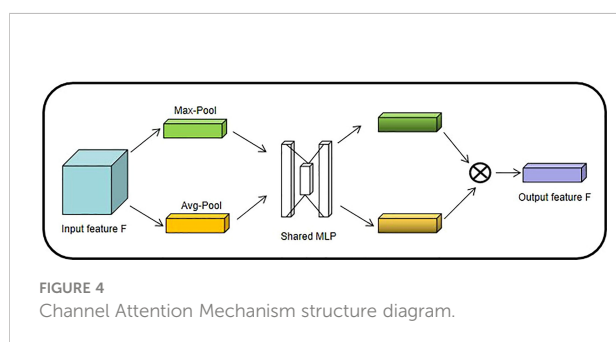 Max-Pool
Avg-Pool
Input feature F
Shared MLP
Output feature F
FIGURE 4
Channel Attention Mechanism structure diagram.